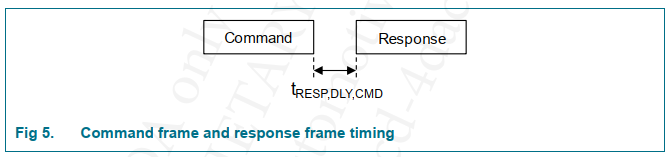 Command Response
tRESP,DLY,CMD
Fig 5. Command frame and response frame timing